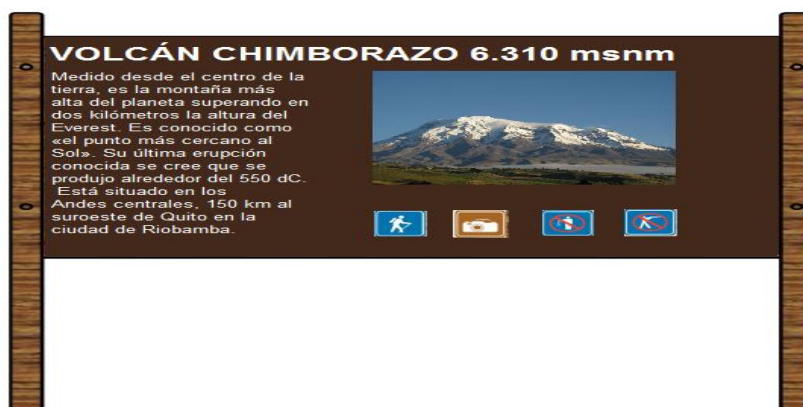 VOLCÁN CHIMBORAZO 6.310 msnm
Medido desde el centro de la
tierra, es la montaña más
alta del planeta superando en
dos kilómetros la altura del
Everest. Es conocido como
«el punto más cercano al
Sol». Su última erupción
conocida se cree que se
produjo alrededor del 550 dC.
Está situado en los
Andes centrales, 150 km al
suroeste de Quito en la
ciudad de Riobamba.